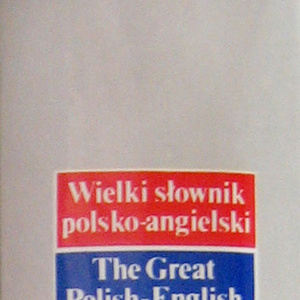 Wielki słownik
polsko-angielski
The Great
Polish-English